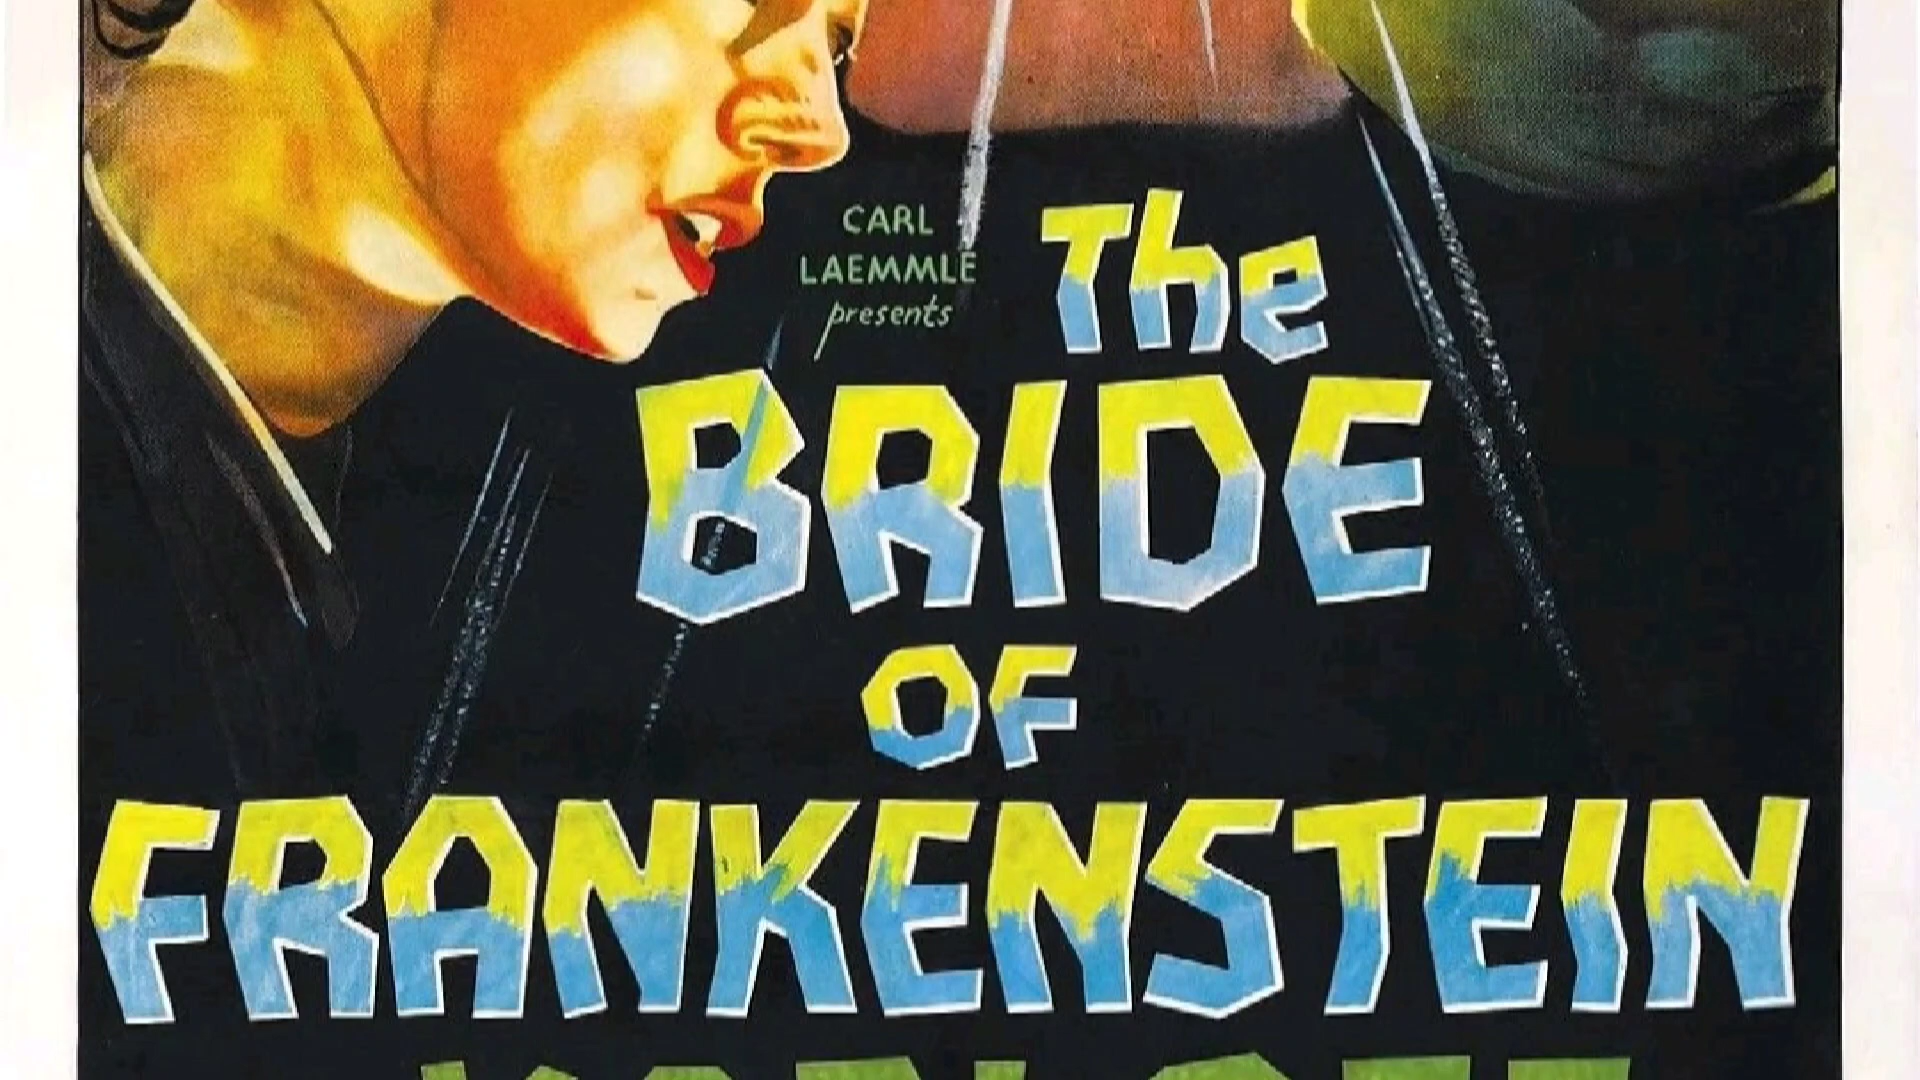 CARL
LAEMMLE
presents
The
BRIDE
OF
FRANKENSTEIN